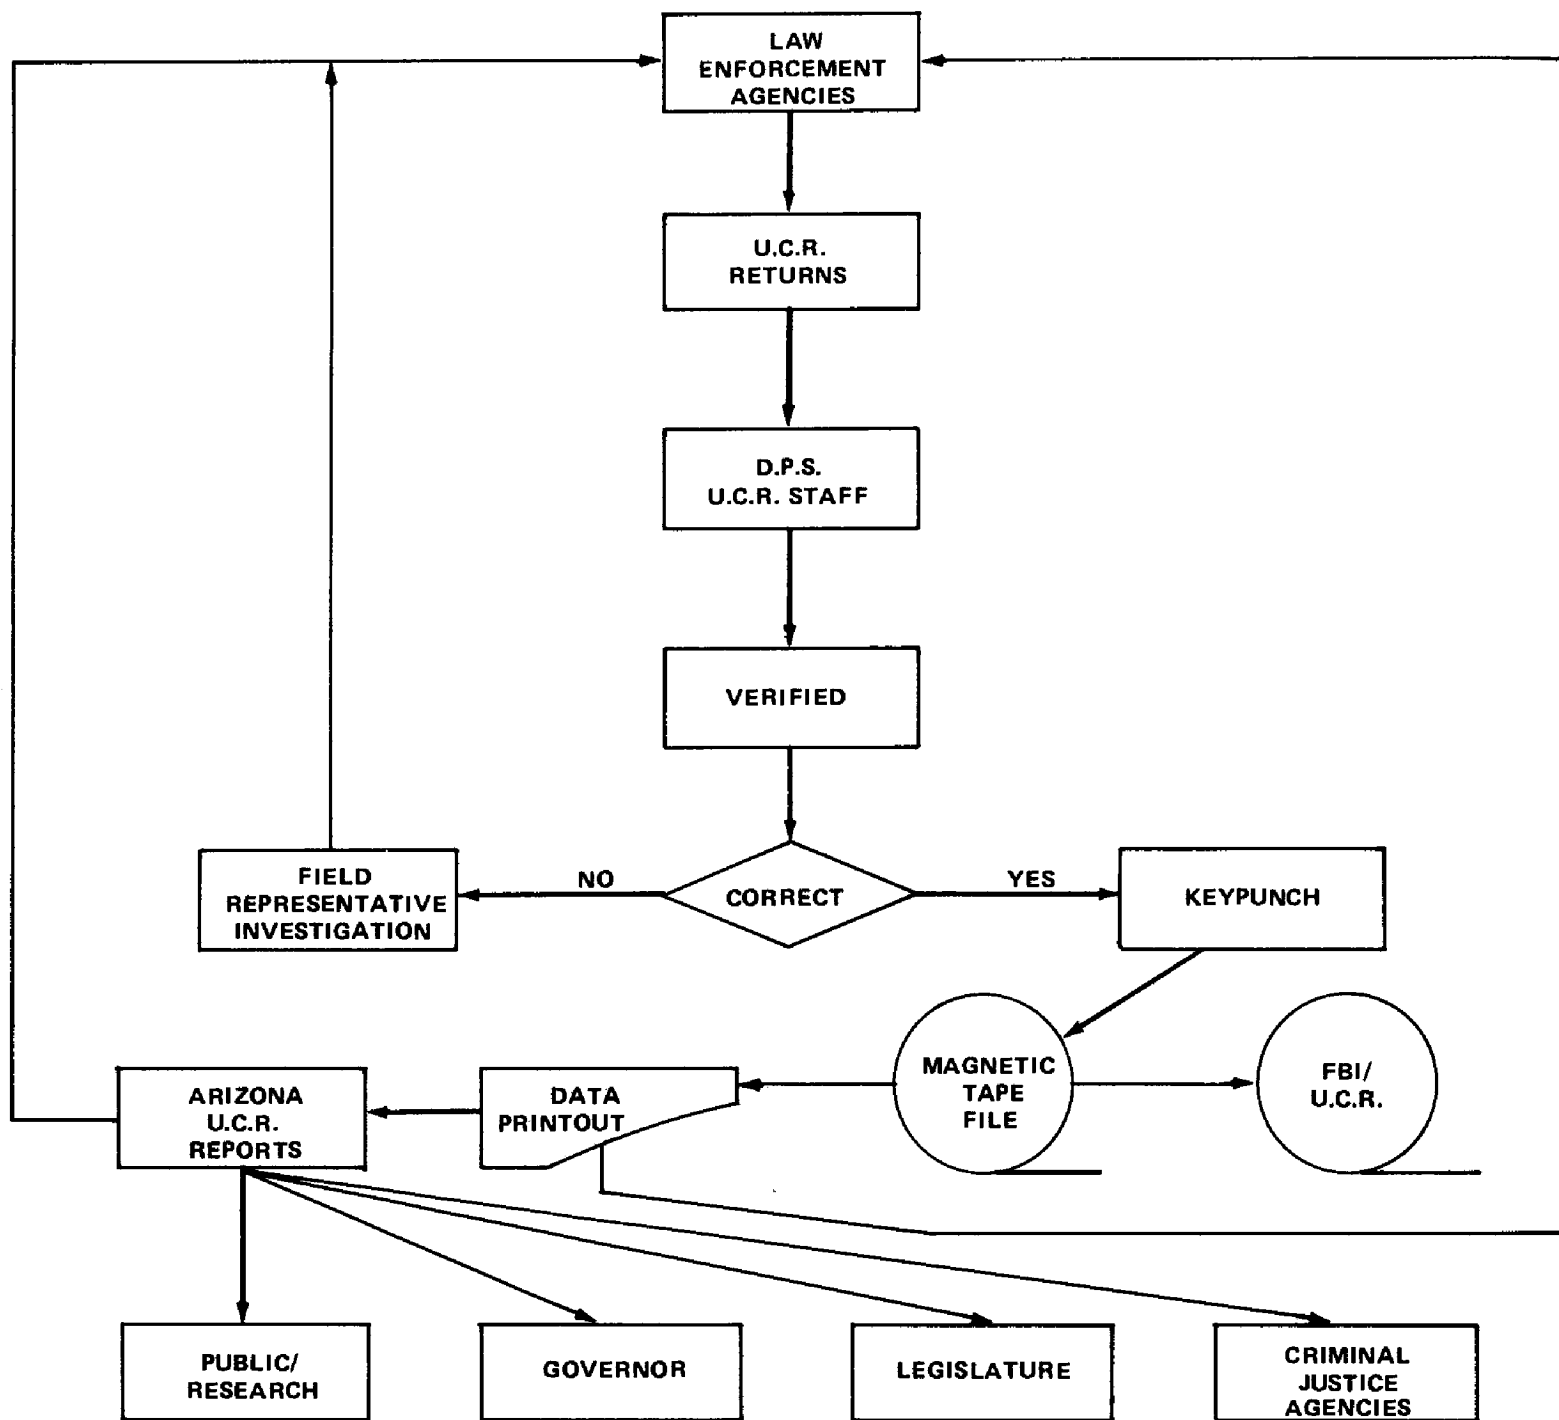 LAW
ENFORCEMENT
AGENCIES
U.C.R.
RETURNS
D.P.S.
U.C.R. STAFF
VERIFIED
FIELD
REPRESENTATIVE
INVESTIGATION
NO
CORRECT
YES
KEYPUNCH
ARIZONA
U.C.R.
REPORTS
DATA
PRINTOUT
MAGNETIC
TAPE
FILE
FBI/
U.C.R.
PUBLIC/
RESEARCH
GOVERNOR
LEGISLATURE
CRIMINAL
JUSTICE
AGENCIES